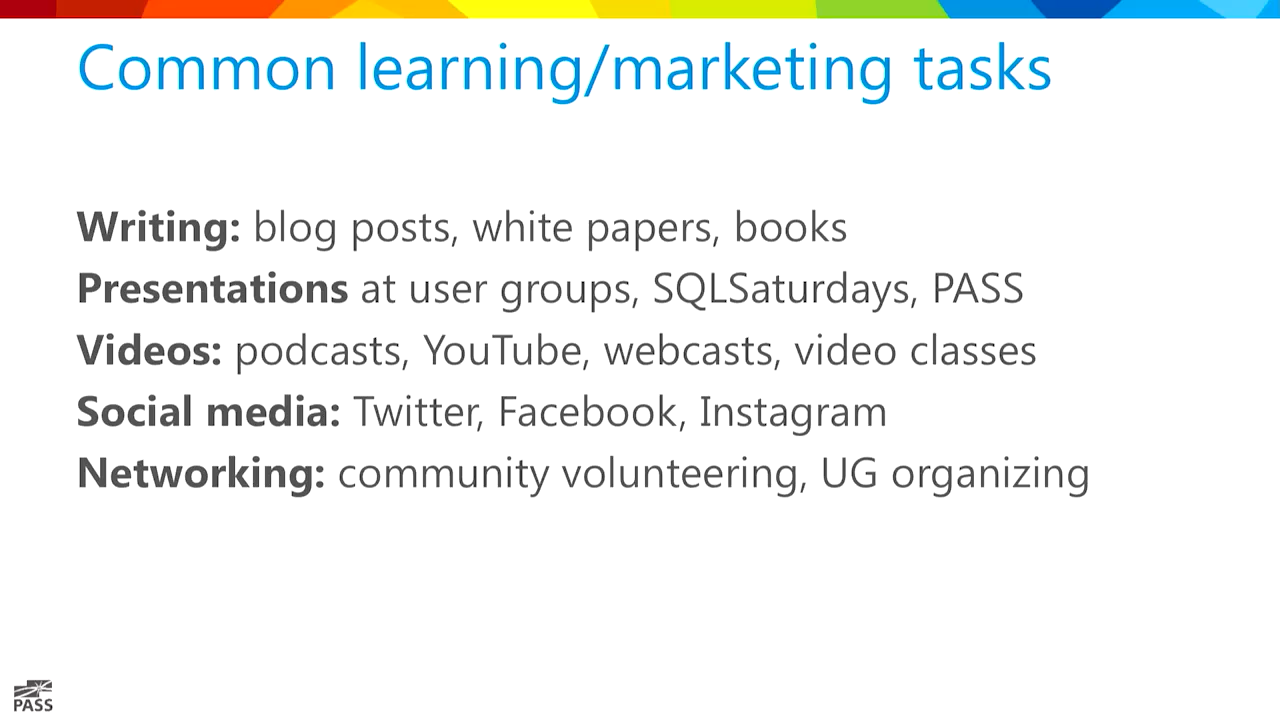 Common learning/marketing tasks
Writing: blog posts, white papers, books
Presentations at user groups, SQLSaturdays, PASS
Videos: podcasts, YouTube, webcasts, video classes
Social media: Twitter, Facebook, Instagram
Networking: community volunteering, UG organizing
PASS